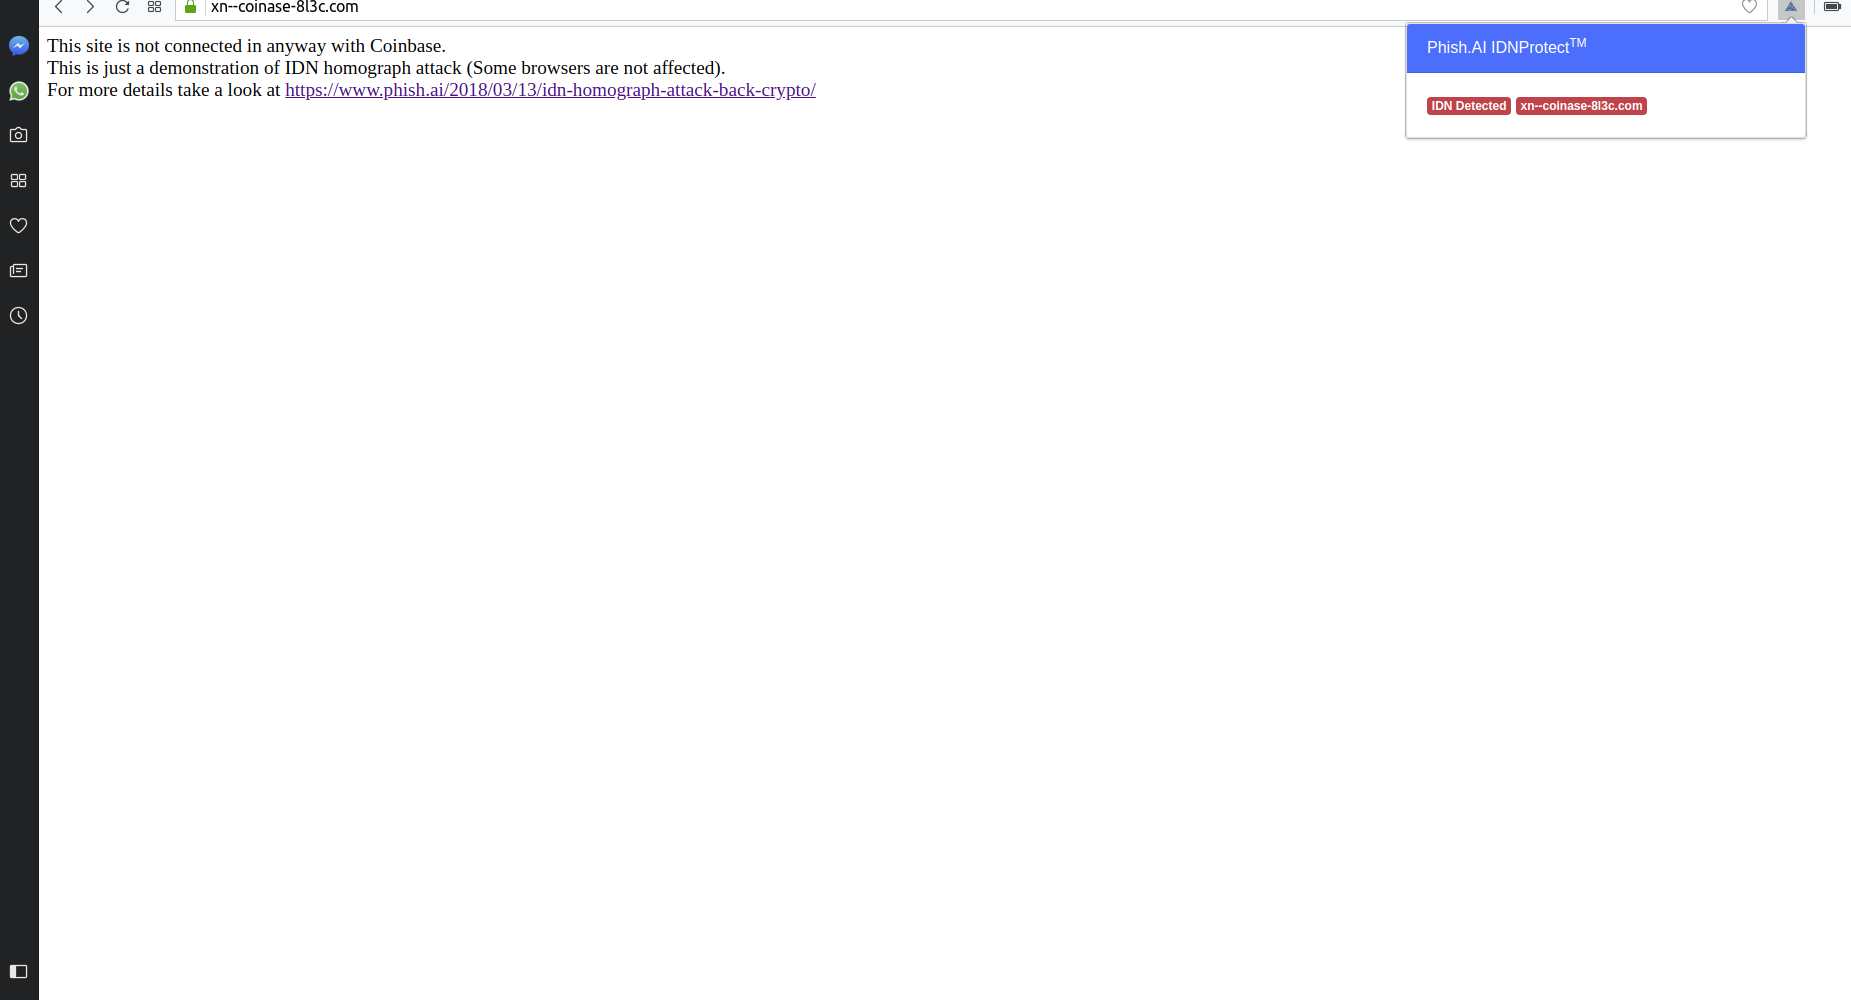 xn--coinase-8l3c.com
This site is not connected in anyway with Coinbase.
This is just a demonstration of IDN homograph attack (Some browsers are not affected).
For more details take a look at https://www.phish.ai/2018/03/13/idn-homograph-attack-back-crypto/
Phish.AI IDNProtect™
IDN Detected xn--coinase-8l3c.com